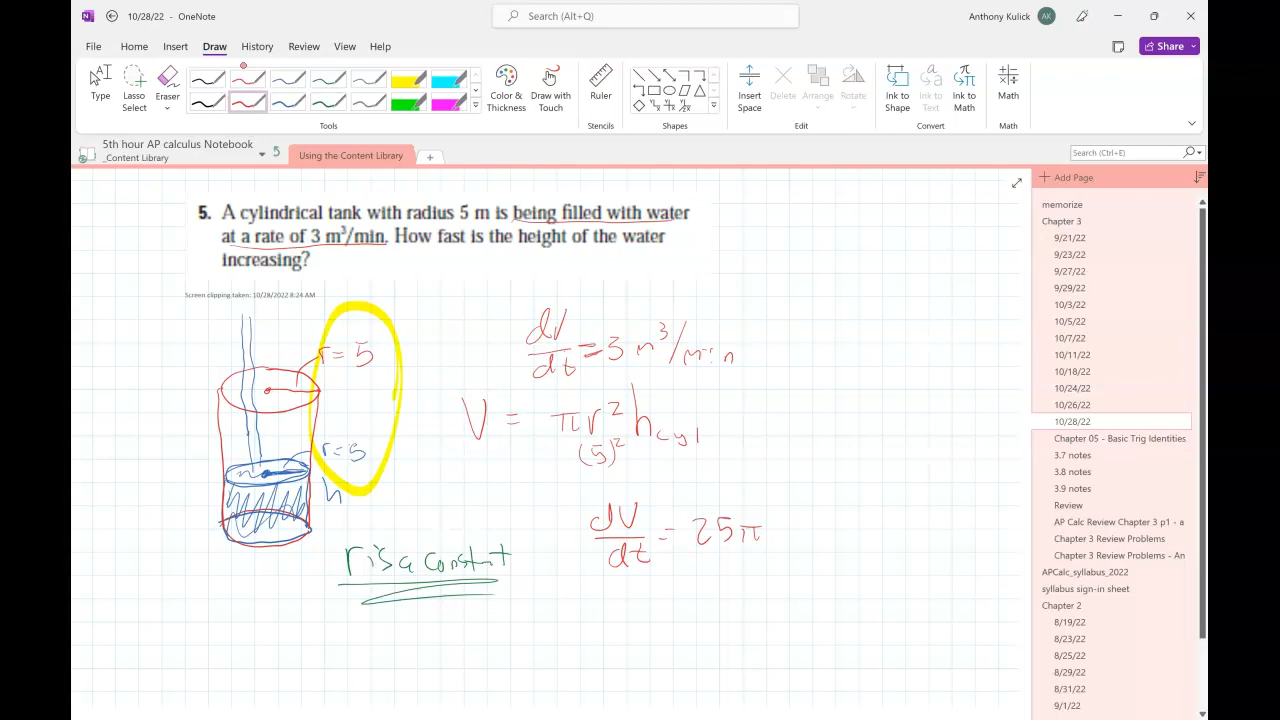 10/28/22 - OneNote
Search (Alt+Q)
Anthony Kulick
AK
File Home Insert Draw History Review View Help
Share
Type
Lasso Select
Eraser
Color & Thickness
Draw with Touch
Ruler
Insert Space
Delete
Arrange
Rotate
Ink to Shape
Ink to Text
Ink to Math
Math
Tools
Stencils
Shapes
Edit
Convert
Math
5th hour AP calculus Notebook
_Content Library
5
Using the Content Library
+
Search (Ctrl+E)
5. A cylindrical tank with radius 5 m is being filled with water
at a rate of 3 m³/min. How fast is the height of the water
increasing?
Screen clipping taken: 10/28/2022 8:24 AM
r = 5
r = 5
h
r is a constant
dV/dt = 3 m³/min
V = πr²h cyl
(5)²
dV/dt = 25π
Add Page
memorize
Chapter 3
9/21/22
9/23/22
9/27/22
9/29/22
10/3/22
10/5/22
10/7/22
10/11/22
10/18/22
10/24/22
10/26/22
10/28/22
Chapter 05 - Basic Trig Identities
3.7 notes
3.8 notes
3.9 notes
Review
AP Calc Review Chapter 3 p1 - a
Chapter 3 Review Problems
Chapter 3 Review Problems - An
APCalc_syllabus_2022
syllabus sign-in sheet
Chapter 2
8/19/22
8/23/22
8/25/22
8/29/22
8/31/22
9/1/22